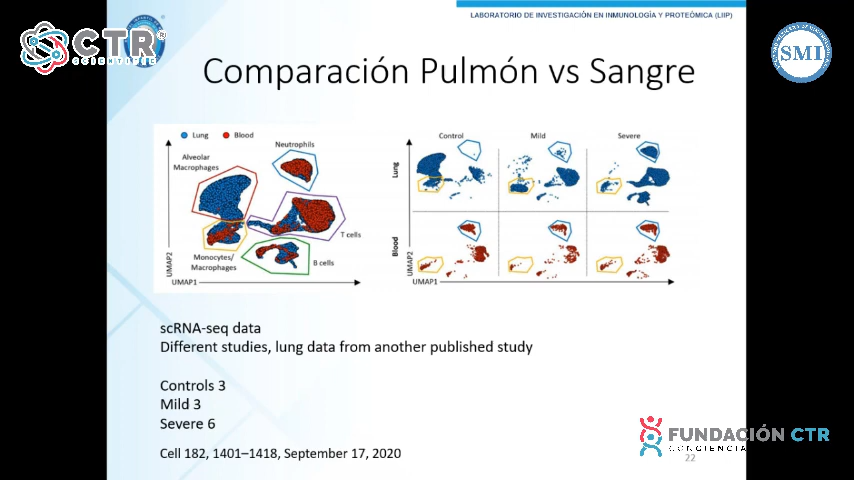 LABORATORIO DE INVESTIGACIÓN EN INMUNOLOGÍA Y PROTEÓMICA (LIIP)
CTR
SCIENTIFIC
SMI
Comparación Pulmón vs Sangre
Lung Blood
Neutrophils
Alveolar
Macrophages
T cells
Monocytes/
Macrophages
B cells
UMAP2
UMAP1
Control Mild Severe
Lung
Blood
UMAP2
UMAP1
scRNA-seq data
Different studies, lung data from another published study
Controls 3
Mild 3
Severe 6
Cell 182, 1401–1418, September 17, 2020
FUNDACIÓN CTR
CONCIENCIA
22